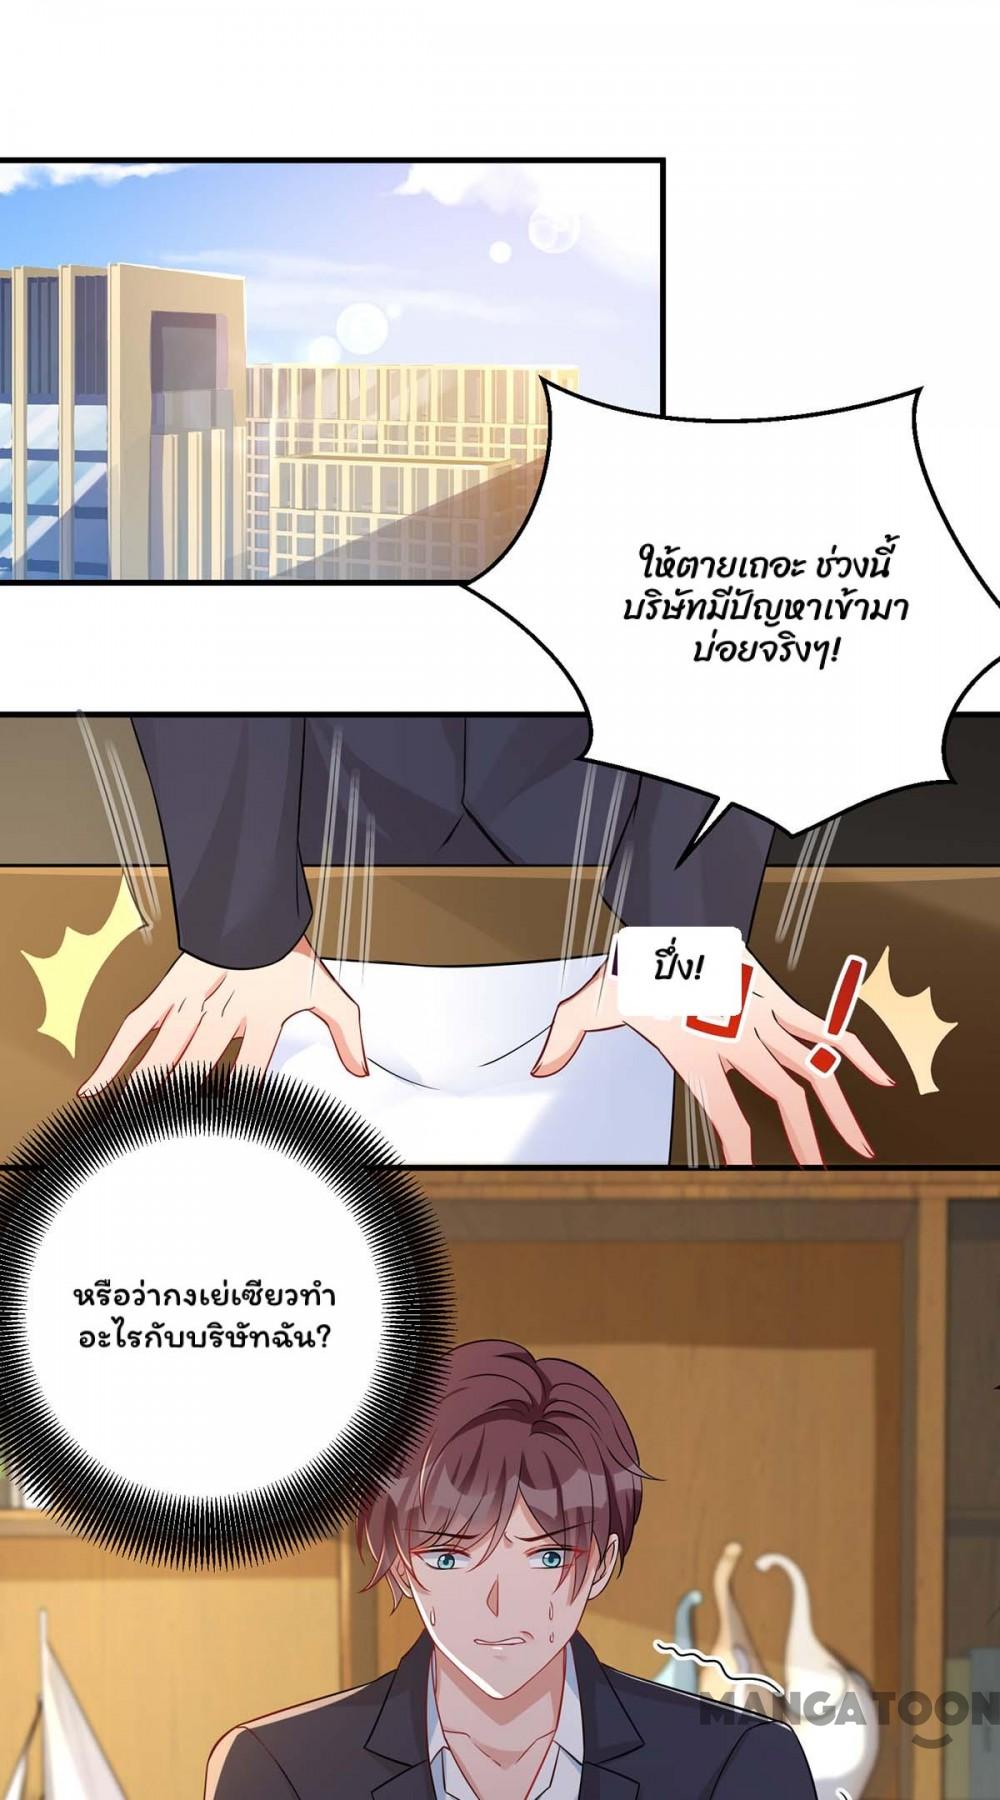 ให้ตายเถอะ ช่วงนี้
บริษัทมีปัญหาเข้ามา
บ่อยจริงๆ!
ปึ่ง!
หรือว่ากงเย่เซียวทำ
อะไรกับบริษัทฉัน?
MANGATOON